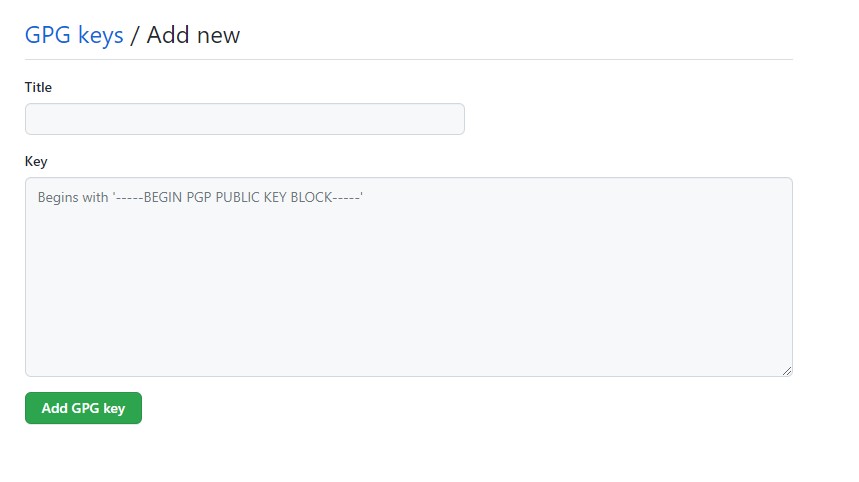 GPG keys / Add new
Title
Key
Begins with '-----BEGIN PGP PUBLIC KEY BLOCK-----'
Add GPG key